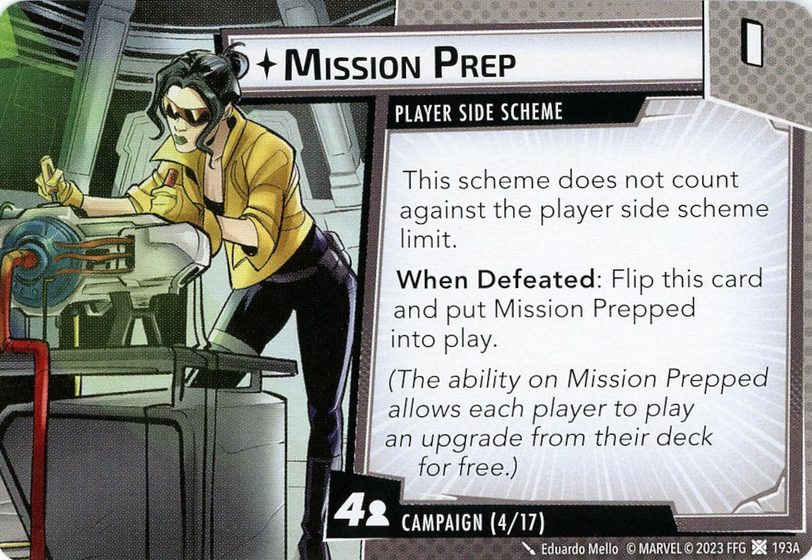 Mission Prep
PLAYER SIDE SCHEME
This scheme does not count
against the player side scheme
limit.
When Defeated: Flip this card
and put Mission Prepped
into play.
(The ability on Mission Prepped
allows each player to play
an upgrade from their deck
for free.)
4
CAMPAIGN (4/17)
Eduardo Mello © MARVEL © 2023 FFG 193A